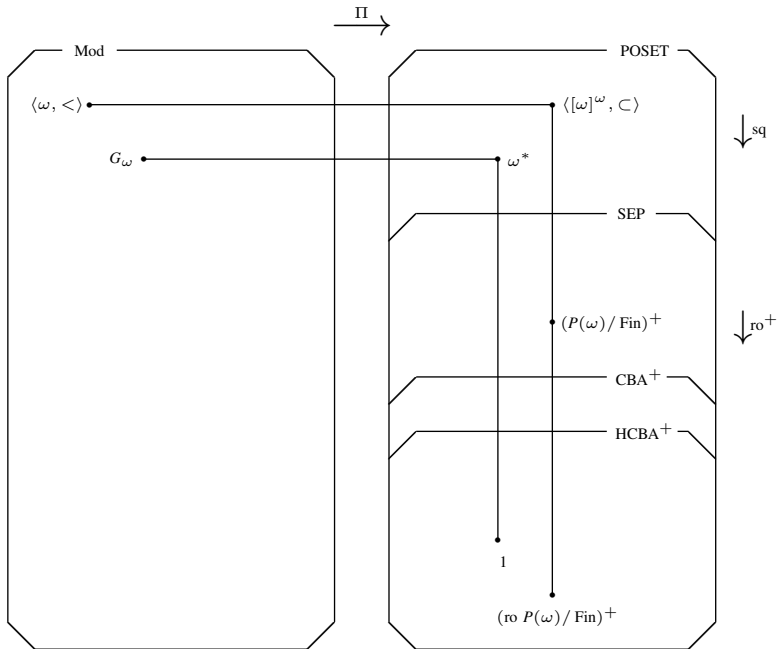 Π
Mod POSET
⟨ω, <⟩ ⟨[ω]^ω, ⊂⟩
sq
G_ω ω*
SEP
(P(ω)/ Fin)^+ ro^+
CBA^+
HCBA^+
1
(ro P(ω)/ Fin)^+